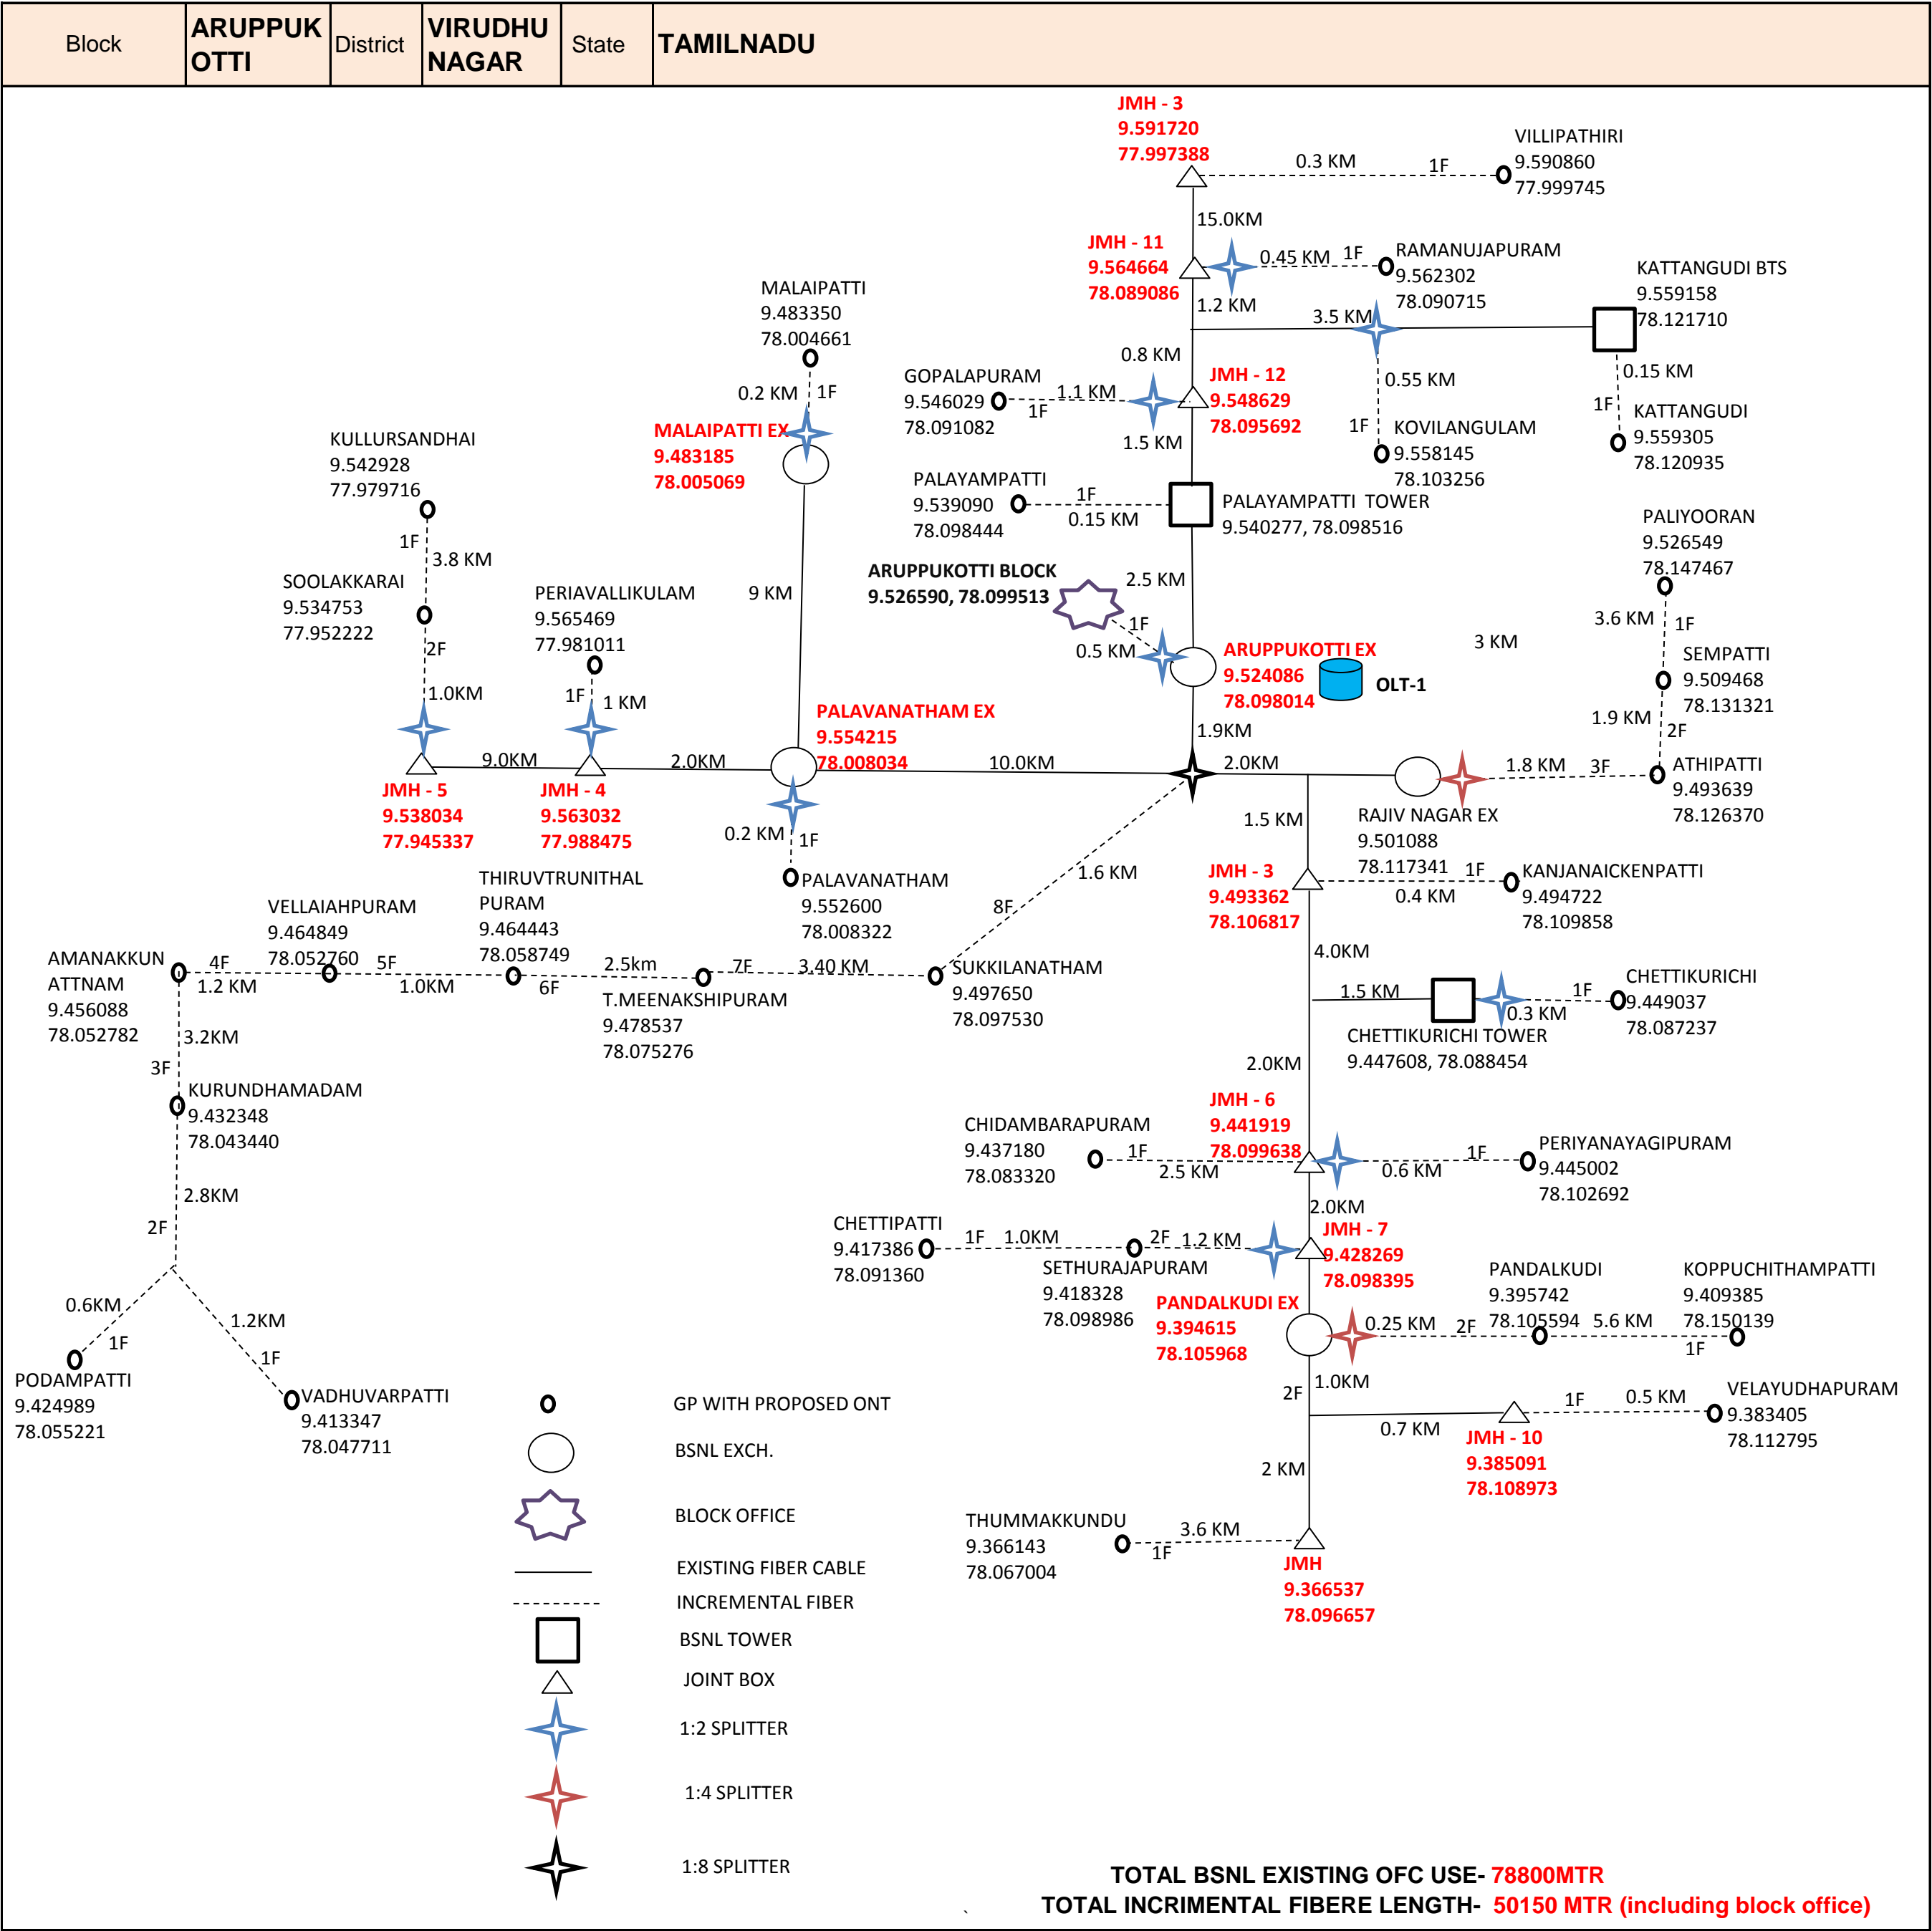 Block
ARUPPUK
OTTI
District
VIRUDHU
NAGAR
State
TAMILNADU
JMH - 3
9.591720
77.997388
0.3 KM
1F
VILLIPATHIRI
9.590860
77.999745
15.0KM
JMH - 11
9.564664
78.089086
0.45 KM
1F
RAMANUJAPURAM
9.562302
78.090715
KATTANGUDI BTS
9.559158
78.121710
1.2 KM
3.5 KM
MALAIPATTI
9.483350
78.004661
0.2 KM
1F
MALAIPATTI EX
9.483185
78.005069
0.8 KM
GOPALAPURAM
9.546029
78.091082
1.1 KM
1F
JMH - 12
9.548629
78.095692
0.55 KM
1F
KOVILANGULAM
9.558145
78.103256
0.15 KM
1F
KATTANGUDI
9.559305
78.120935
1.5 KM
KULLURSANDHAI
9.542928
77.979716
1F
3.8 KM
PALAYAMPATTI
9.539090
78.098444
1F
0.15 KM
PALAYAMPATTI  TOWER
9.540277, 78.098516
PALIYOORAN
9.526549
78.147467
SOOLAKKARAI
9.534753
77.952222
2F
1.0KM
PERIAVALLIKULAM
9.565469
77.981011
1F
1 KM
9 KM
ARUPPUKOTTI BLOCK
9.526590, 78.099513
2.5 KM
1F
0.5 KM
ARUPPUKOTTI EX
9.524086
78.098014
OLT-1
3 KM
3.6 KM
1F
SEMPATTI
9.509468
78.131321
1.9 KM
2F
PALAVANATHAM EX
9.554215
78.008034
1.9KM
9.0KM
2.0KM
10.0KM
2.0KM
1.8 KM
3F
ATHIPATTI
9.493639
78.126370
JMH - 5
9.538034
77.945337
JMH - 4
9.563032
77.988475
0.2 KM
1F
PALAVANATHAM
9.552600
78.008322
1.5 KM
RAJIV NAGAR EX
9.501088
78.117341
1.6 KM
8F
JMH - 3
9.493362
78.106817
1F
0.4 KM
KANJANAICKENPATTI
9.494722
78.109858
THIRUVTRUNITHAL
PURAM
9.464443
78.058749
VELLAIAHPURAM
9.464849
78.052760
AMANAKKUN
ATTNAM
9.456088
78.052782
4F
1.2 KM
5F
1.0KM
2.5km
6F
T.MEENAKSHIPURAM
9.478537
78.075276
7F
3.40 KM
SUKKILANATHAM
9.497650
78.097530
4.0KM
1.5 KM
CHETTIKURICHI TOWER
9.447608, 78.088454
1F
0.3 KM
CHETTIKURICHI
9.449037
78.087237
3.2KM
3F
KURUNDHAMADAM
9.432348
78.043440
2.0KM
JMH - 6
9.441919
78.099638
CHIDAMBARAPURAM
9.437180
78.083320
1F
2.5 KM
1F
0.6 KM
PERIYANAYAGIPURAM
9.445002
78.102692
2.8KM
2F
2.0KM
CHETTIPATTI
9.417386
78.091360
1F
1.0KM
2F
1.2 KM
JMH - 7
9.428269
78.098395
SETHURAJAPURAM
9.418328
78.098986
PANDALKUDI EX
9.394615
78.105968
0.25 KM
2F
PANDALKUDI
9.395742
78.105594
5.6 KM
1F
KOPPUCHITHAMPATTI
9.409385
78.150139
0.6KM
1F
1.2KM
1F
PODAMPATTI
9.424989
78.055221
VADHUVARPATTI
9.413347
78.047711
2F
1.0KM
0.7 KM
JMH - 10
9.385091
78.108973
1F
0.5 KM
VELAYUDHAPURAM
9.383405
78.112795
2 KM
THUMMAKKUNDU
9.366143
78.067004
3.6 KM
1F
JMH
9.366537
78.096657
GP WITH PROPOSED ONT
BSNL EXCH.
BLOCK OFFICE
EXISTING FIBER CABLE
INCREMENTAL FIBER
BSNL TOWER
JOINT BOX
1:2 SPLITTER
1:4 SPLITTER
1:8 SPLITTER
TOTAL BSNL EXISTING OFC USE- 78800MTR
` TOTAL INCRIMENTAL FIBERE LENGTH-  50150 MTR (including block office)